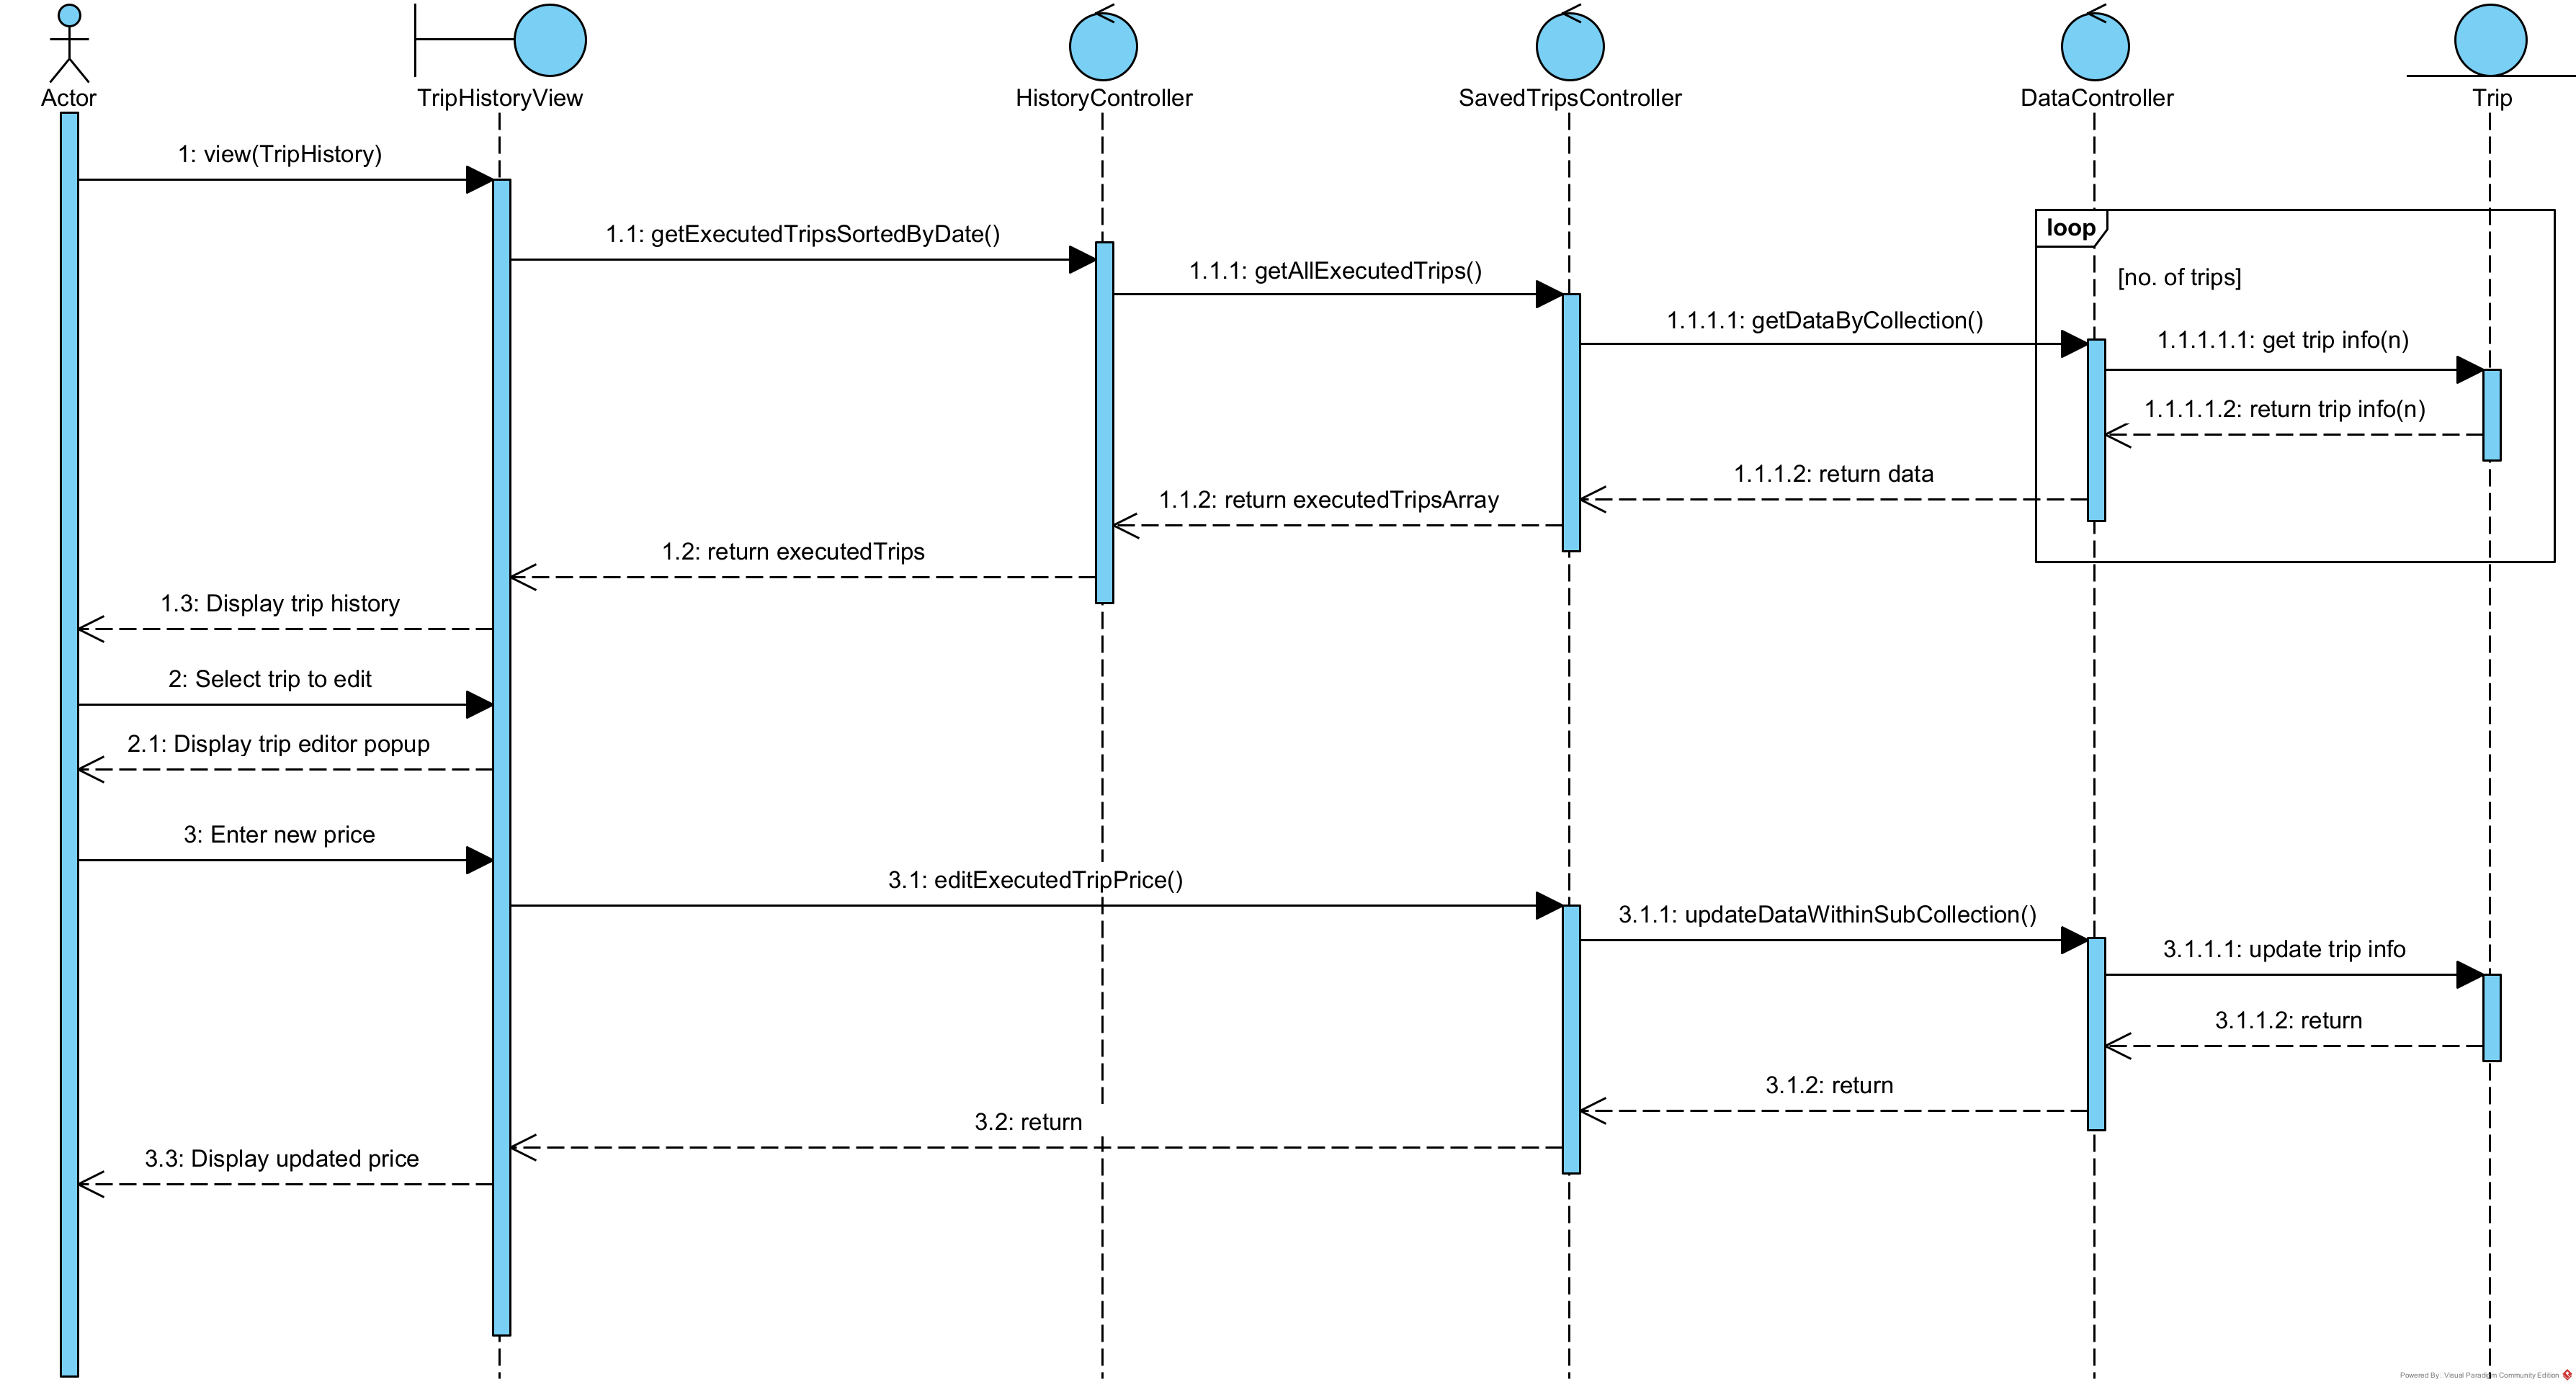 Actor
TripHistoryView
HistoryController
SavedTripsController
DataController
Trip
1: view(TripHistory)
loop
1.1: getExecutedTripsSortedByDate()
1.1.1: getAllExecutedTrips()
[no. of trips]
1.1.1.1: getDataByCollection()
1.1.1.1.1: get trip info(n)
1.1.1.1.2: return trip info(n)
1.1.1.2: return data
1.1.2: return executedTripsArray
1.2: return executedTrips
1.3: Display trip history
2: Select trip to edit
2.1: Display trip editor popup
3: Enter new price
3.1: editExecutedTripPrice()
3.1.1: updateDataWithinSubCollection()
3.1.1.1: update trip info
3.1.1.2: return
3.1.2: return
3.2: return
3.3: Display updated price
Powered By Visual Paradigm Community Edition